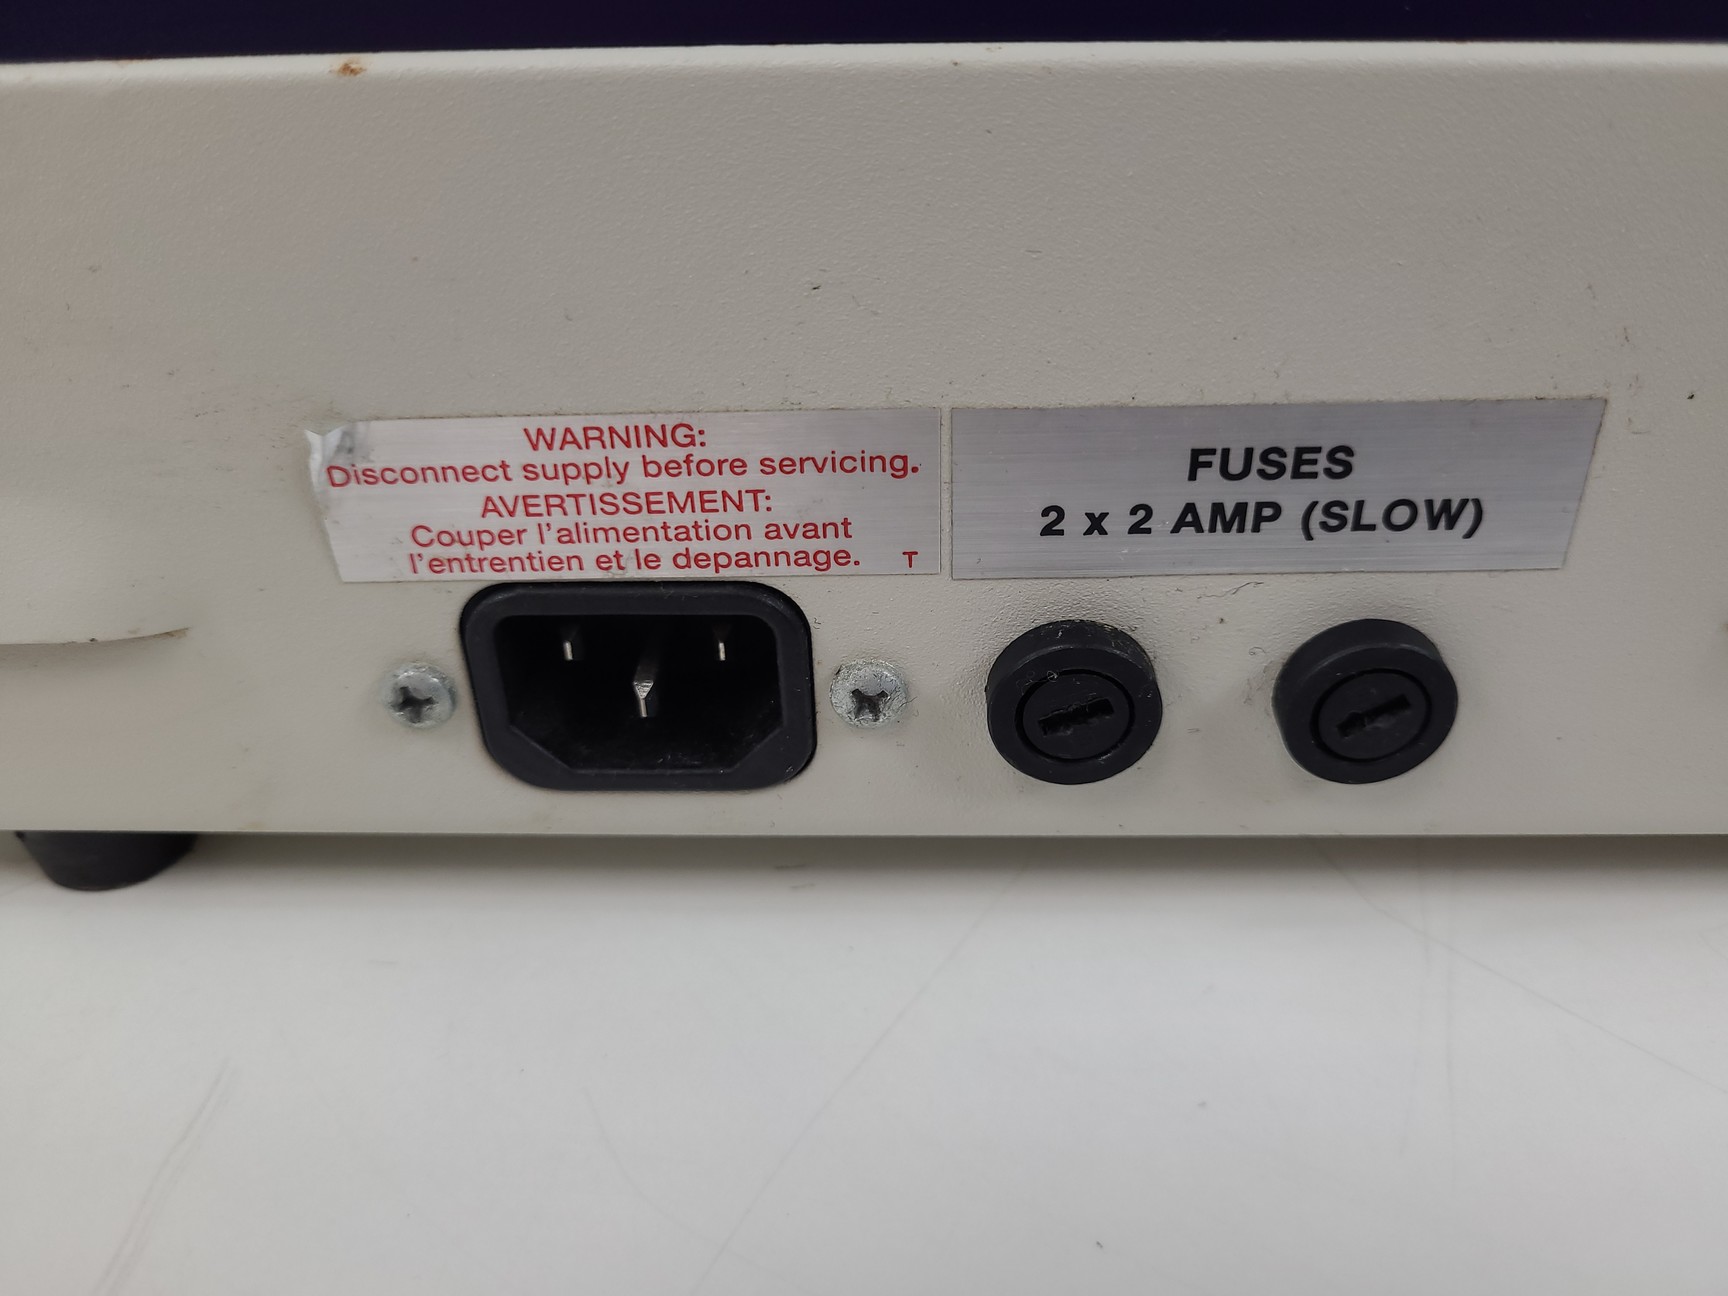 WARNING:
Disconnect supply before servicing.
AVERTISSEMENT:
Couper l'alimentation avant
l'entrentien et le depannage. T
FUSES
2 x 2 AMP (SLOW)